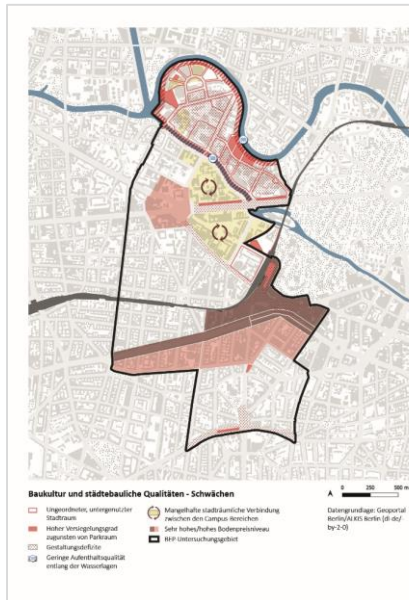 Baukultur und städtebauliche Qualitäten - Schwächen
Ungeordneter, untergenutzter
Stadtraum
Hoher Versiegelungsgrad
zugunsten von Parkraum
Gestaltungsdefizite
Geringe Aufenthaltsqualität
entlang der Wasserlagen
Mangelhafte stadträumliche Verbindung
zwischen den Campus-Bereichen
Sehr hohes/hohes Bodenpreisniveau
BEP Untersuchungsgebiet
0 250 500 m
Datengrundlage: Geoportal
Berlin/ALKIS Berlin (dl-de/
by-2-0)